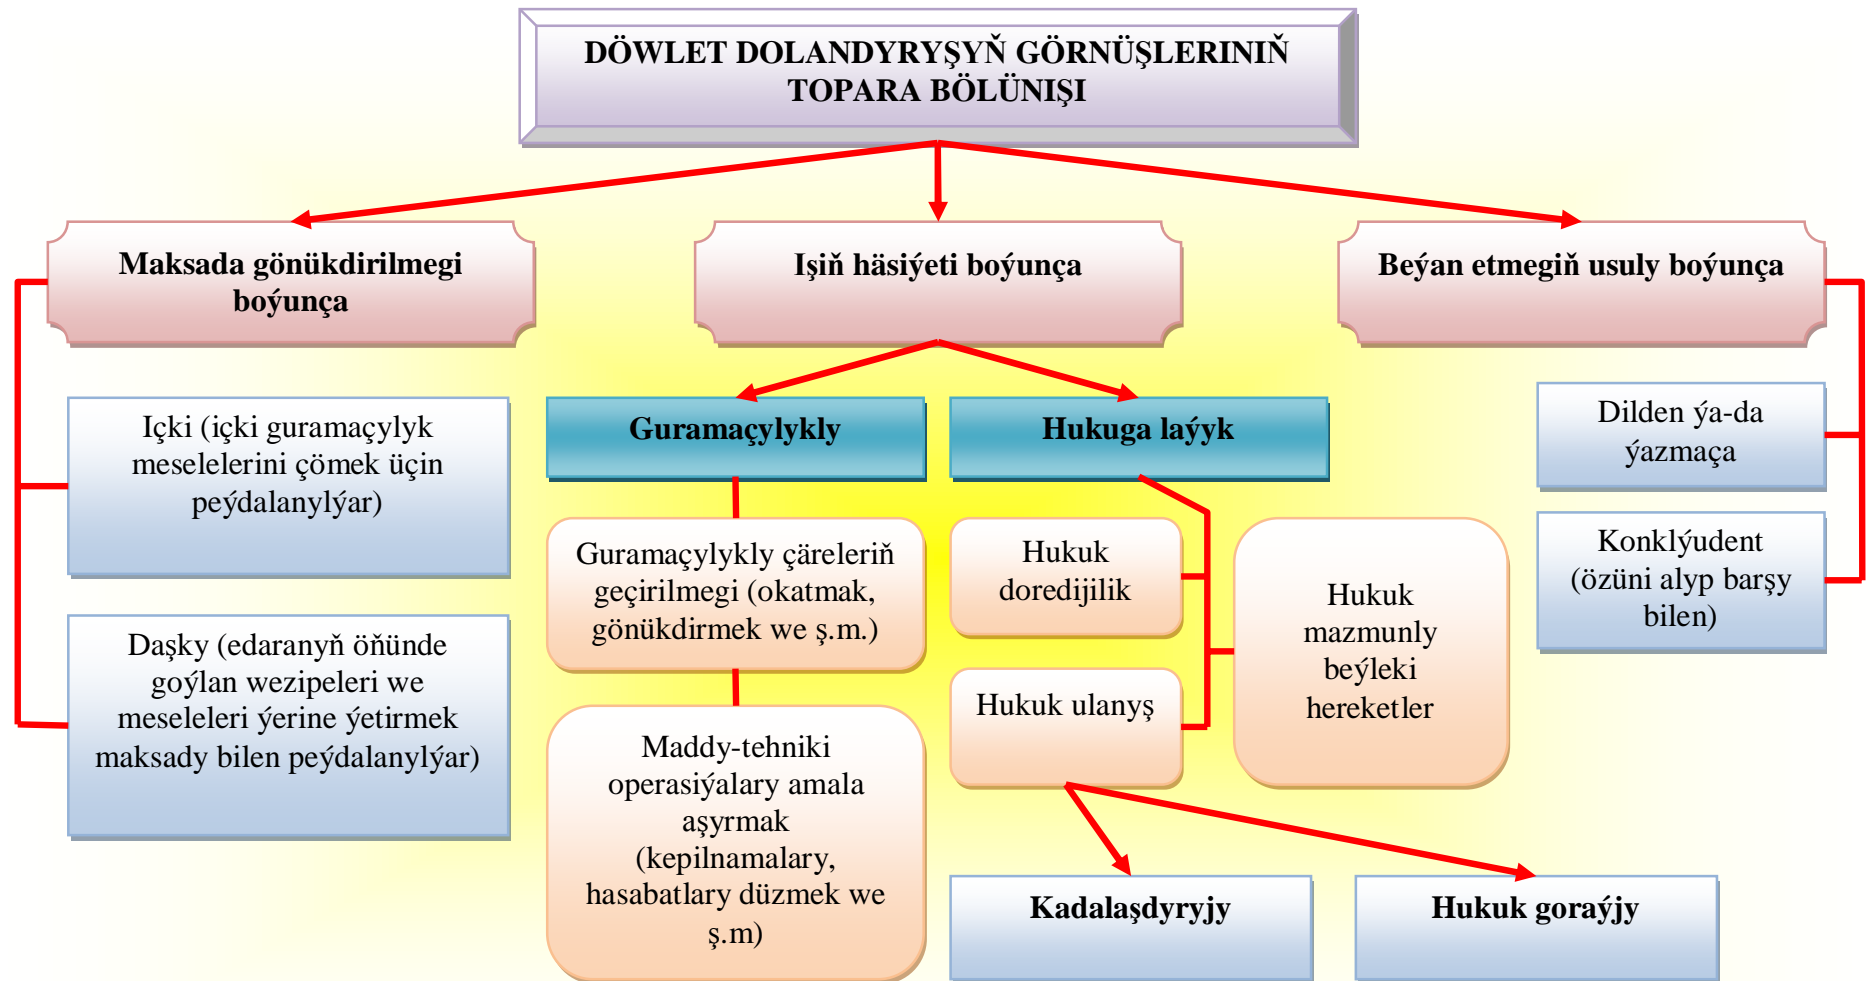 DÖWLET DOLANDYRYŞYŇ GÖRNÜŞLERINIŇ
TOPARA BÖLÜNIŞI
Maksada gönükdirilmegi
boýunça
Işiň häsiýeti boýunça
Beýan etmegiň usuly boýunça
Içki (içki guramaçylyk
meselelerini çömek üçin
peýdalanylýar)
Daşky (edaranyň öňünde
goýlan wezipeleri we
meseleleri ýerine ýetirmek
maksady bilen peýdalanylýar)
Guramaçylykly
Guramaçylykly çäreleriň
geçirilmegi (okatmak,
gönükdirmek we ş.m.)
Maddy-tehniki
operasiýalary amala
aşyrmak
(kepilnamalary,
hasabatlary düzmek we
ş.m)
Hukuga laýyk
Hukuk
doredijilik
Hukuk ulanyş
Hukuk
mazmunly
beýleki
hereketler
Kadalaşdyryjy
Hukuk goraýjy
Dilden ýa-da
ýazmaça
Konklýudent
(özüni alyp barşy
bilen)